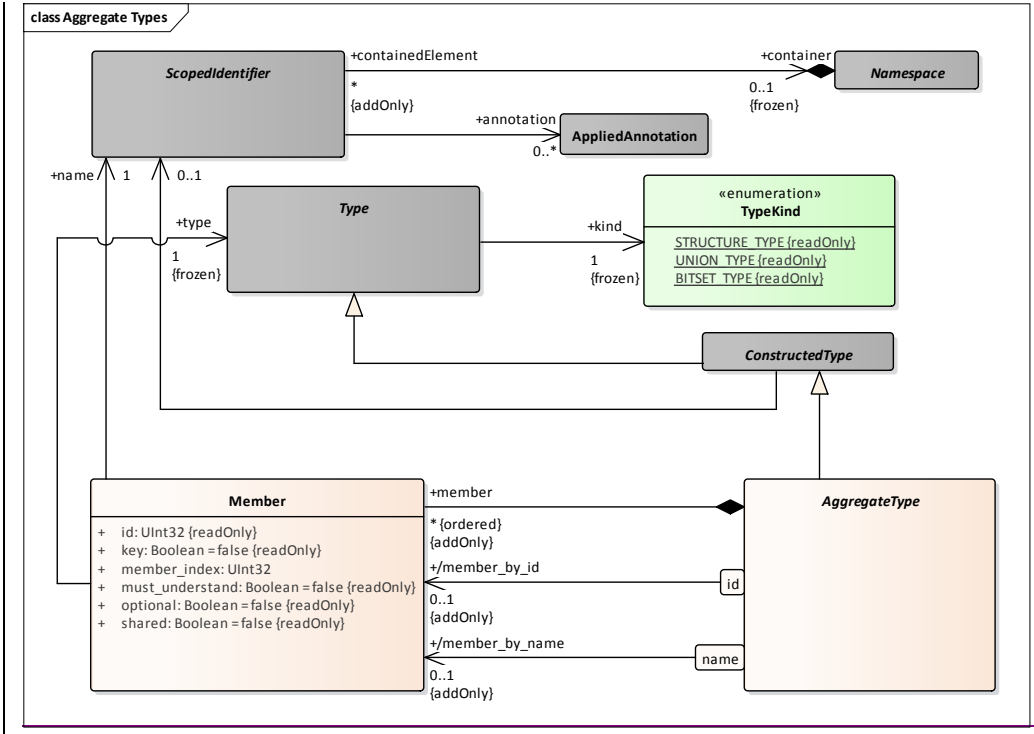 class Aggregate Types
ScopedIdentifier
+containedElement
*
{addOnly}
+container
0..1
{frozen}
Namespace
+annotation
0..*
AppliedAnnotation
+name
1
0..1
Type
+type
1
{frozen}
+kind
1
{frozen}
«enumeration»
TypeKind
STRUCTURE_TYPE {readOnly}
UNION_TYPE {readOnly}
BITSET_TYPE {readOnly}
ConstructedType
Member
+ id: UInt32 {readOnly}
+ key: Boolean = false {readOnly}
+ member_index: UInt32
+ must_understand: Boolean = false {readOnly}
+ optional: Boolean = false {readOnly}
+ shared: Boolean = false {readOnly}
+member
* {ordered}
{addOnly}
+/member_by_id
0..1
{addOnly}
+/member_by_name
0..1
{addOnly}
AggregateType
id
name